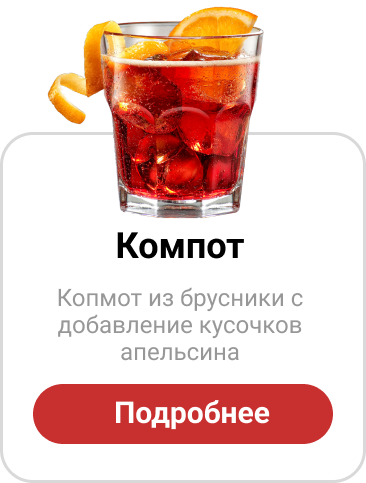 Компот
Копмот из брусники с
добавление кусочков
апельсина
Подробнее